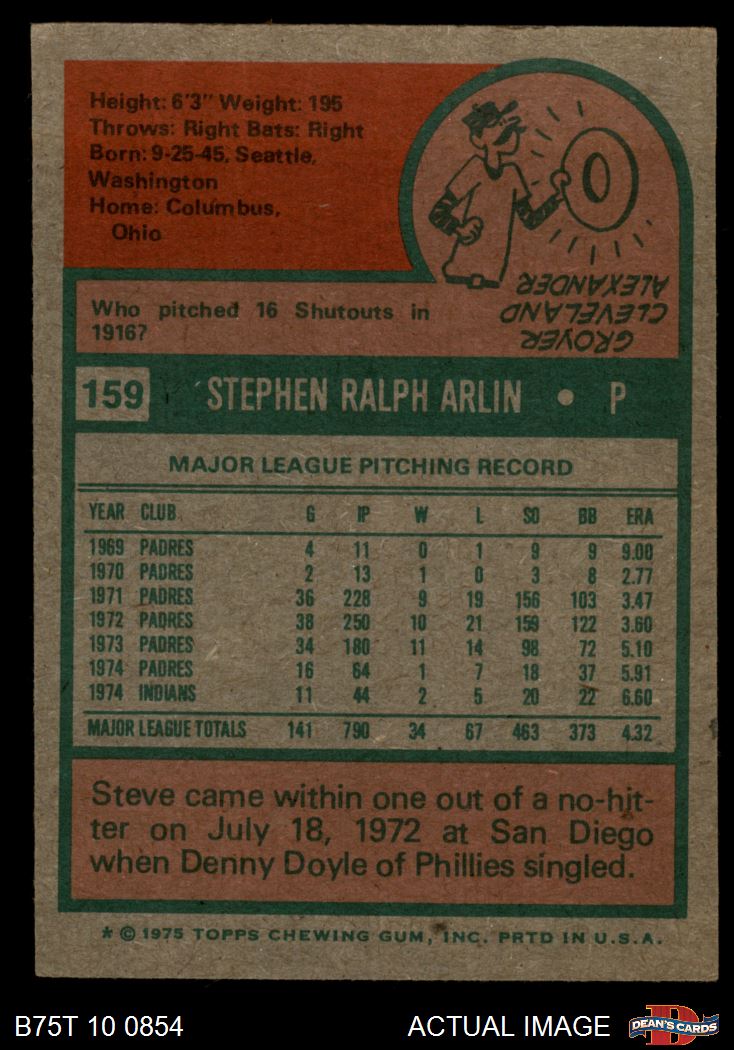 Height: 6'3" Weight: 195
Throws: Right Bats: Right
Born: 9-25-45, Seattle,
Washington
Home: Columbus,
Ohio
Who pitched 16 Shutouts in
1916?
GROVER
CLEVELAND
ALEXANDER
159 STEPHEN RALPH ARLIN • P
MAJOR LEAGUE PITCHING RECORD
YEAR CLUB G IP W L SO BB ERA
1969 PADRES 4 11 0 1 9 9 9.00
1970 PADRES 2 13 1 0 3 8 2.77
1971 PADRES 36 228 9 19 156 103 3.47
1972 PADRES 38 250 10 21 159 122 3.60
1973 PADRES 34 180 11 14 98 72 5.10
1974 PADRES 16 64 1 7 18 37 5.91
1974 INDIANS 11 44 2 5 20 22 6.60
MAJOR LEAGUE TOTALS 141 790 34 67 463 373 4.32
Steve came within one out of a no-hit-
ter on July 18, 1972 at San Diego
when Denny Doyle of Phillies singled.
* © 1975 TOPPS CHEWING GUM, INC. PRTD IN U.S.A.
B75T 10 0854 ACTUAL IMAGE DEAN'S CARDS